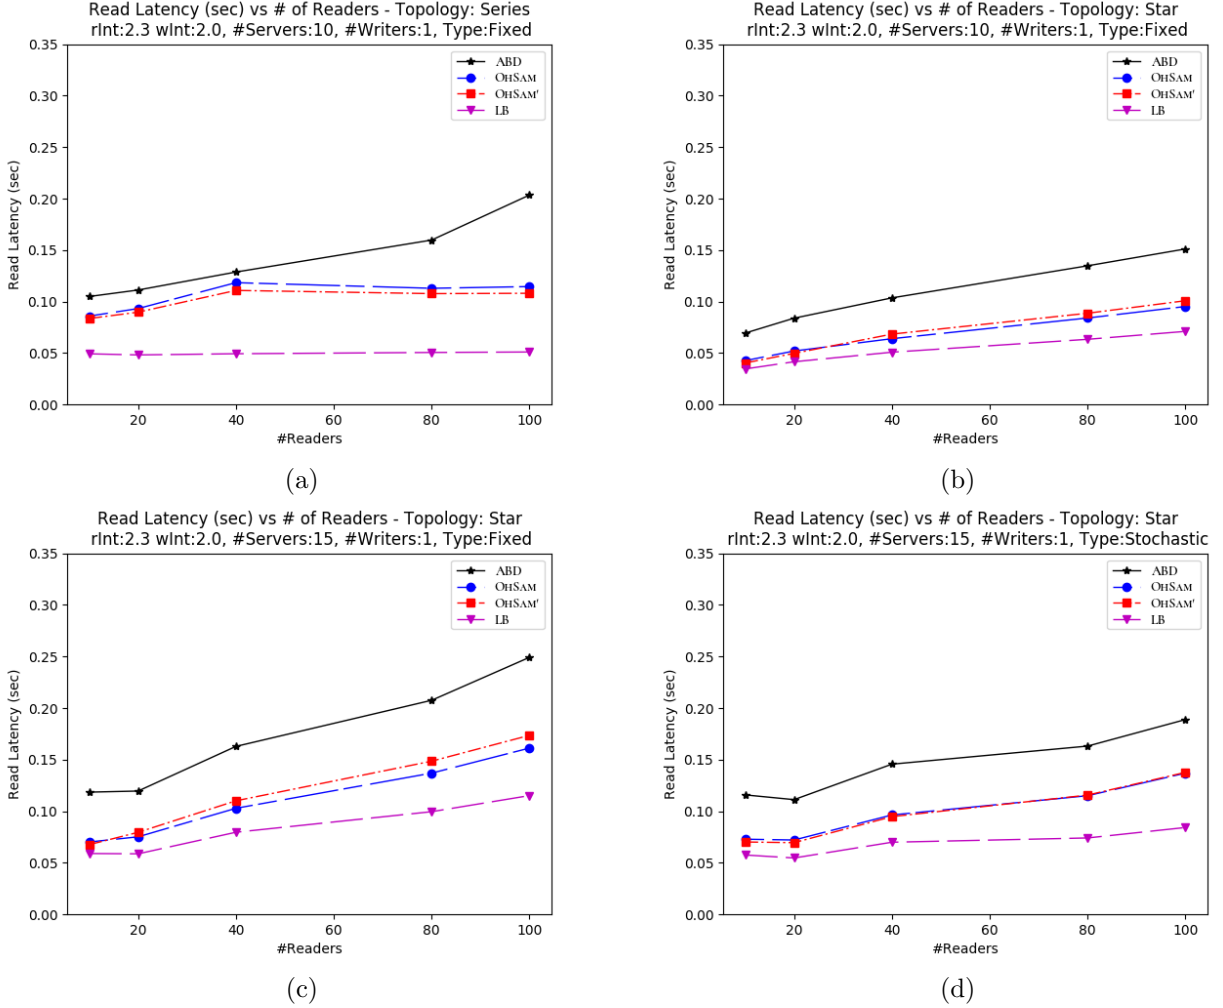 Read Latency (sec) vs # of Readers - Topology: Series
rInt:2.3 wInt:2.0, #Servers:10, #Writers:1, Type:Fixed
Read Latency (sec)
0.35
0.30
0.25
0.20
0.15
0.10
0.05
0.00
ABD
OHSAM
OHSAM'
LB
20
40
60
80
100
#Readers
(a)
Read Latency (sec) vs # of Readers - Topology: Star
rInt:2.3 wInt:2.0, #Servers:10, #Writers:1, Type:Fixed
Read Latency (sec)
0.35
0.30
0.25
0.20
0.15
0.10
0.05
0.00
ABD
OHSAM
OHSAM'
LB
20
40
60
80
100
#Readers
(b)
Read Latency (sec) vs # of Readers - Topology: Star
rInt:2.3 wInt:2.0, #Servers:15, #Writers:1, Type:Fixed
Read Latency (sec)
0.35
0.30
0.25
0.20
0.15
0.10
0.05
0.00
ABD
OHSAM
OHSAM'
LB
20
40
60
80
100
#Readers
(c)
Read Latency (sec) vs # of Readers - Topology: Star
rInt:2.3 wInt:2.0, #Servers:15, #Writers:1, Type:Stochastic
Read Latency (sec)
0.35
0.30
0.25
0.20
0.15
0.10
0.05
0.00
ABD
OHSAM
OHSAM'
LB
20
40
60
80
100
#Readers
(d)